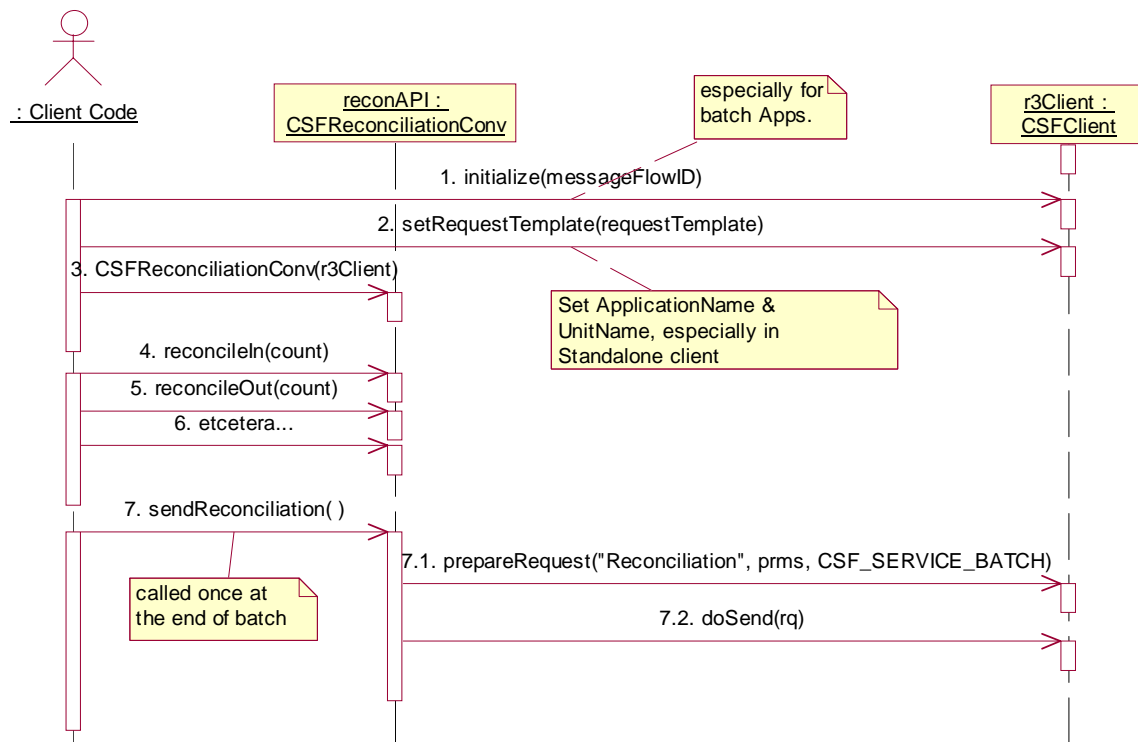 : Client Code
reconAPI :
CSFReconciliationConv
especially for
batch Apps.
r3Client :
CSFClient
1. initialize(messageFlowID)
2. setRequestTemplate(requestTemplate)
3. CSFReconciliationConv(r3Client)
Set ApplicationName &
UnitName, especially in
Standalone client
4. reconcileIn(count)
5. reconcileOut(count)
6. etcetera...
7. sendReconciliation( )
7.1. prepareRequest("Reconciliation", prms, CSF_SERVICE_BATCH)
called once at
the end of batch
7.2. doSend(rq)